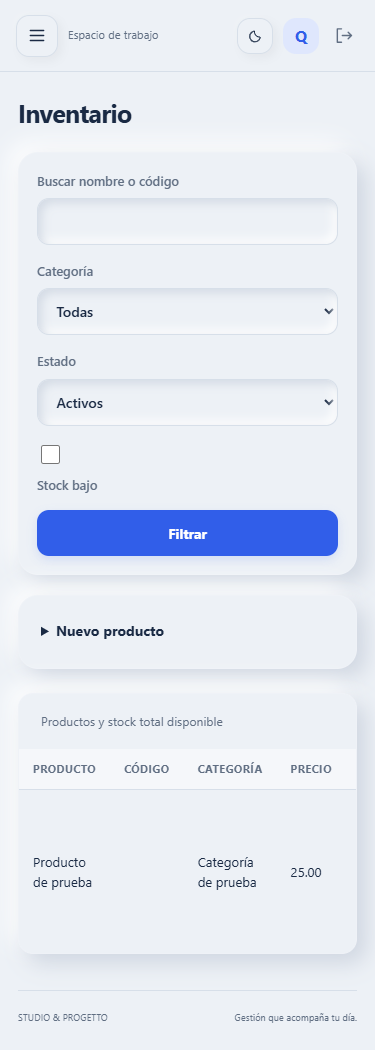 Espacio de trabajo
Q
Inventario
Buscar nombre o código
Categoría
Todas
Estado
Activos
Stock bajo
Filtrar
Nuevo producto
Productos y stock total disponible
PRODUCTO CÓDIGO CATEGORÍA PRECIO
Producto de prueba
Categoría de prueba
25.00
STUDIO & PROGETTO
Gestión que acompaña tu día.